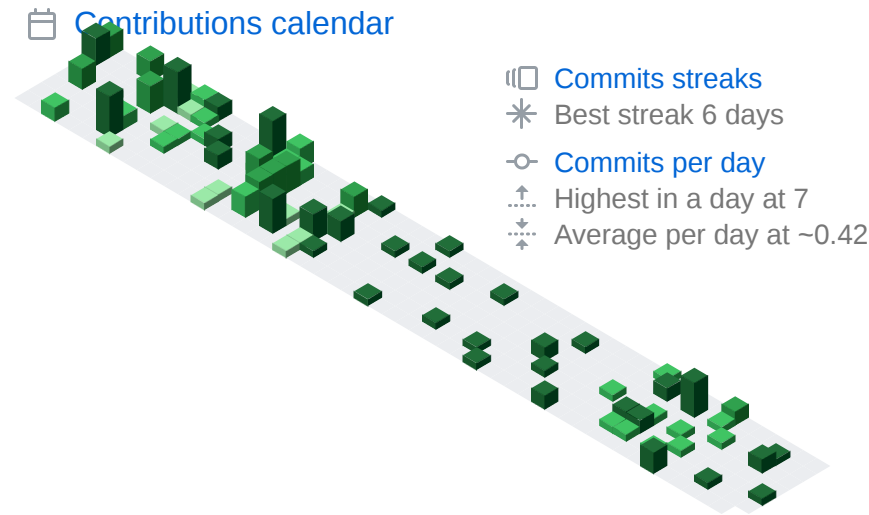 Contributions calendar
Commits streaks
Best streak 6 days
Commits per day
Highest in a day at 7
Average per day at ~0.42